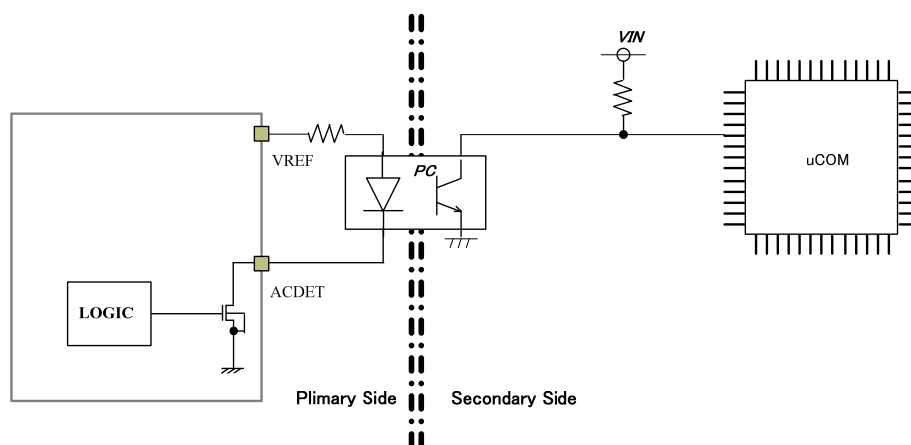 VIN
VREF
PC
uCOM
ACDET
LOGIC
Plimary Side
Secondary Side